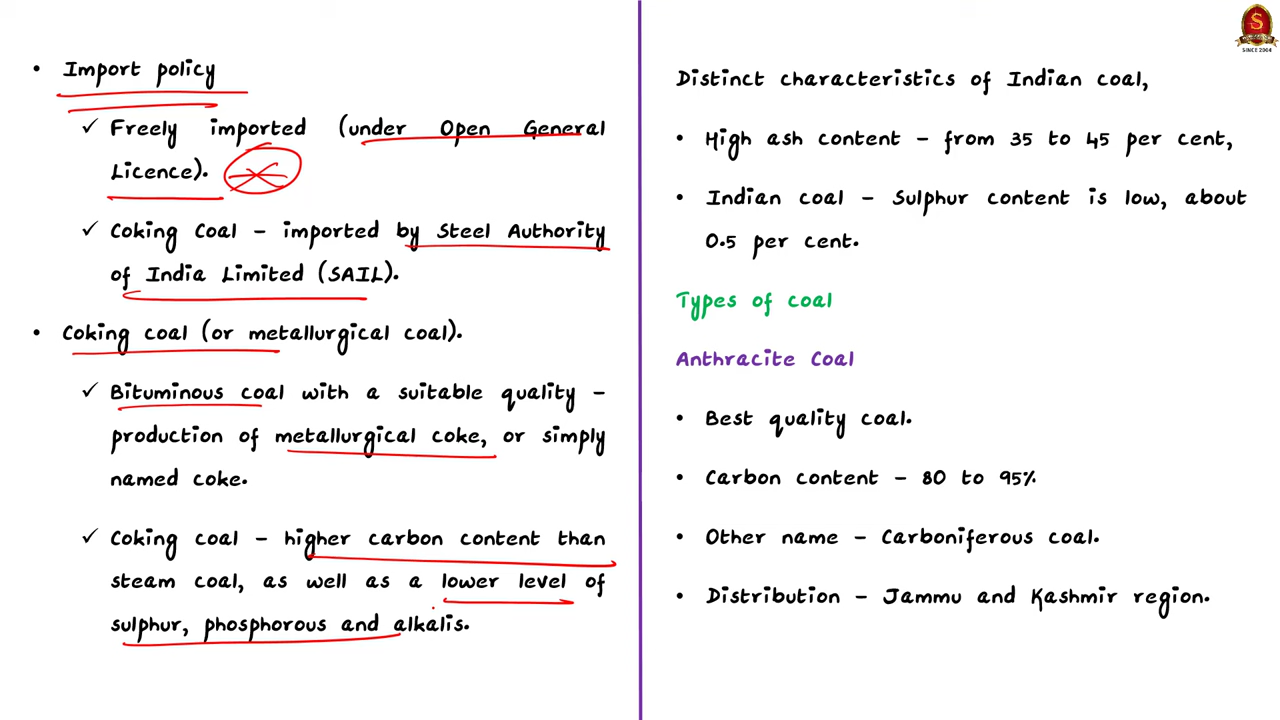 • Import policy
✓ Freely imported (under Open General
Licence).
✓ Coking Coal – imported by Steel Authority
of India Limited (SAIL).
• Coking coal (or metallurgical coal).
✓ Bituminous coal with a suitable quality –
production of metallurgical coke, or simply
named coke.
✓ Coking coal – higher carbon content than
steam coal, as well as a lower level of
sulphur, phosphorous and alkalis.
Distinct characteristics of Indian coal,
• High ash content – from 35 to 45 per cent,
• Indian coal – Sulphur content is low, about
0.5 per cent.
Types of coal
Anthracite Coal
• Best quality coal.
• Carbon content – 80 to 95%
• Other name – Carboniferous coal.
• Distribution – Jammu and Kashmir region.
S
SINCE 2004